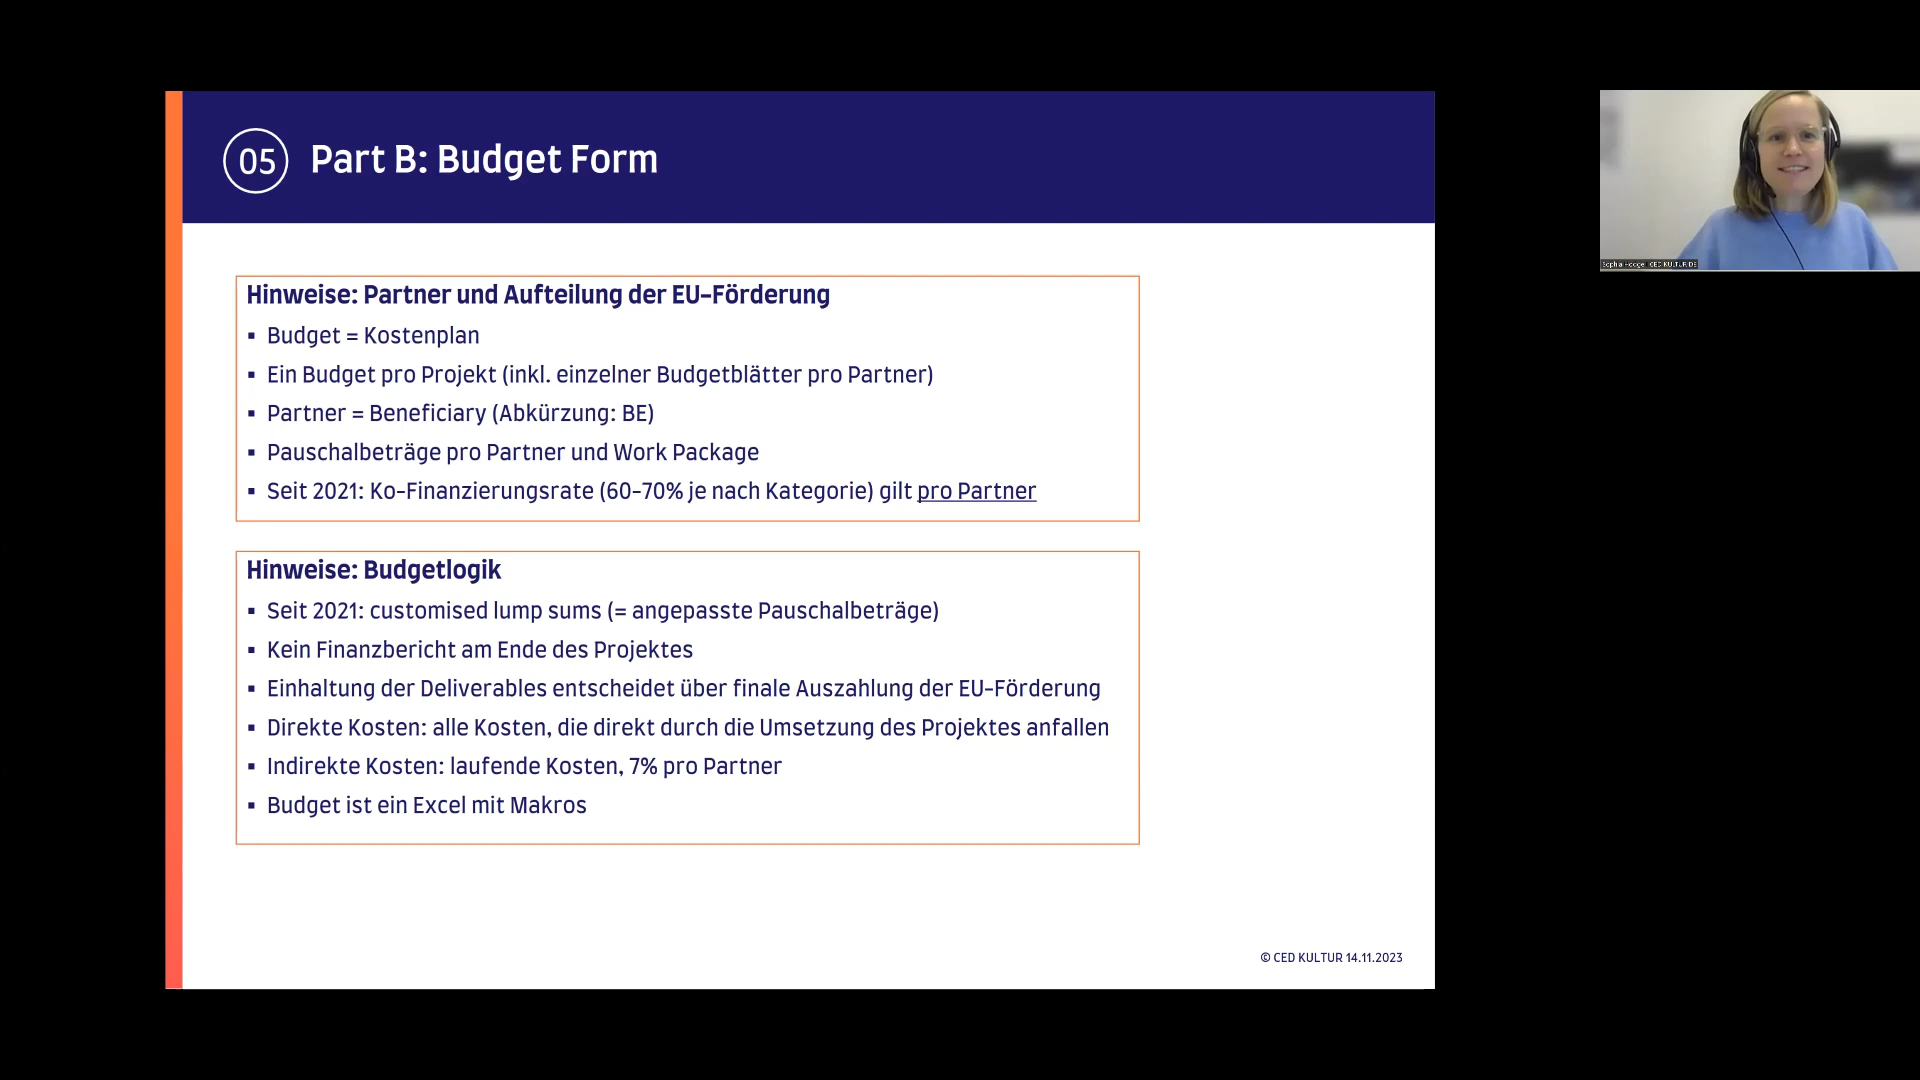 05 Part B: Budget Form
Hinweise: Partner und Aufteilung der EU-Förderung
▪ Budget = Kostenplan
▪ Ein Budget pro Projekt (inkl. einzelner Budgetblätter pro Partner)
▪ Partner = Beneficiary (Abkürzung: BE)
▪ Pauschalbeträge pro Partner und Work Package
▪ Seit 2021: Ko-Finanzierungsrate (60-70% je nach Kategorie) gilt pro Partner
Hinweise: Budgetlogik
▪ Seit 2021: customised lump sums (= angepasste Pauschalbeträge)
▪ Kein Finanzbericht am Ende des Projektes
▪ Einhaltung der Deliverables entscheidet über finale Auszahlung der EU-Förderung
▪ Direkte Kosten: alle Kosten, die direkt durch die Umsetzung des Projektes anfallen
▪ Indirekte Kosten: laufende Kosten, 7% pro Partner
▪ Budget ist ein Excel mit Makros
© CED KULTUR 14.11.2023
CED KULTUR DE